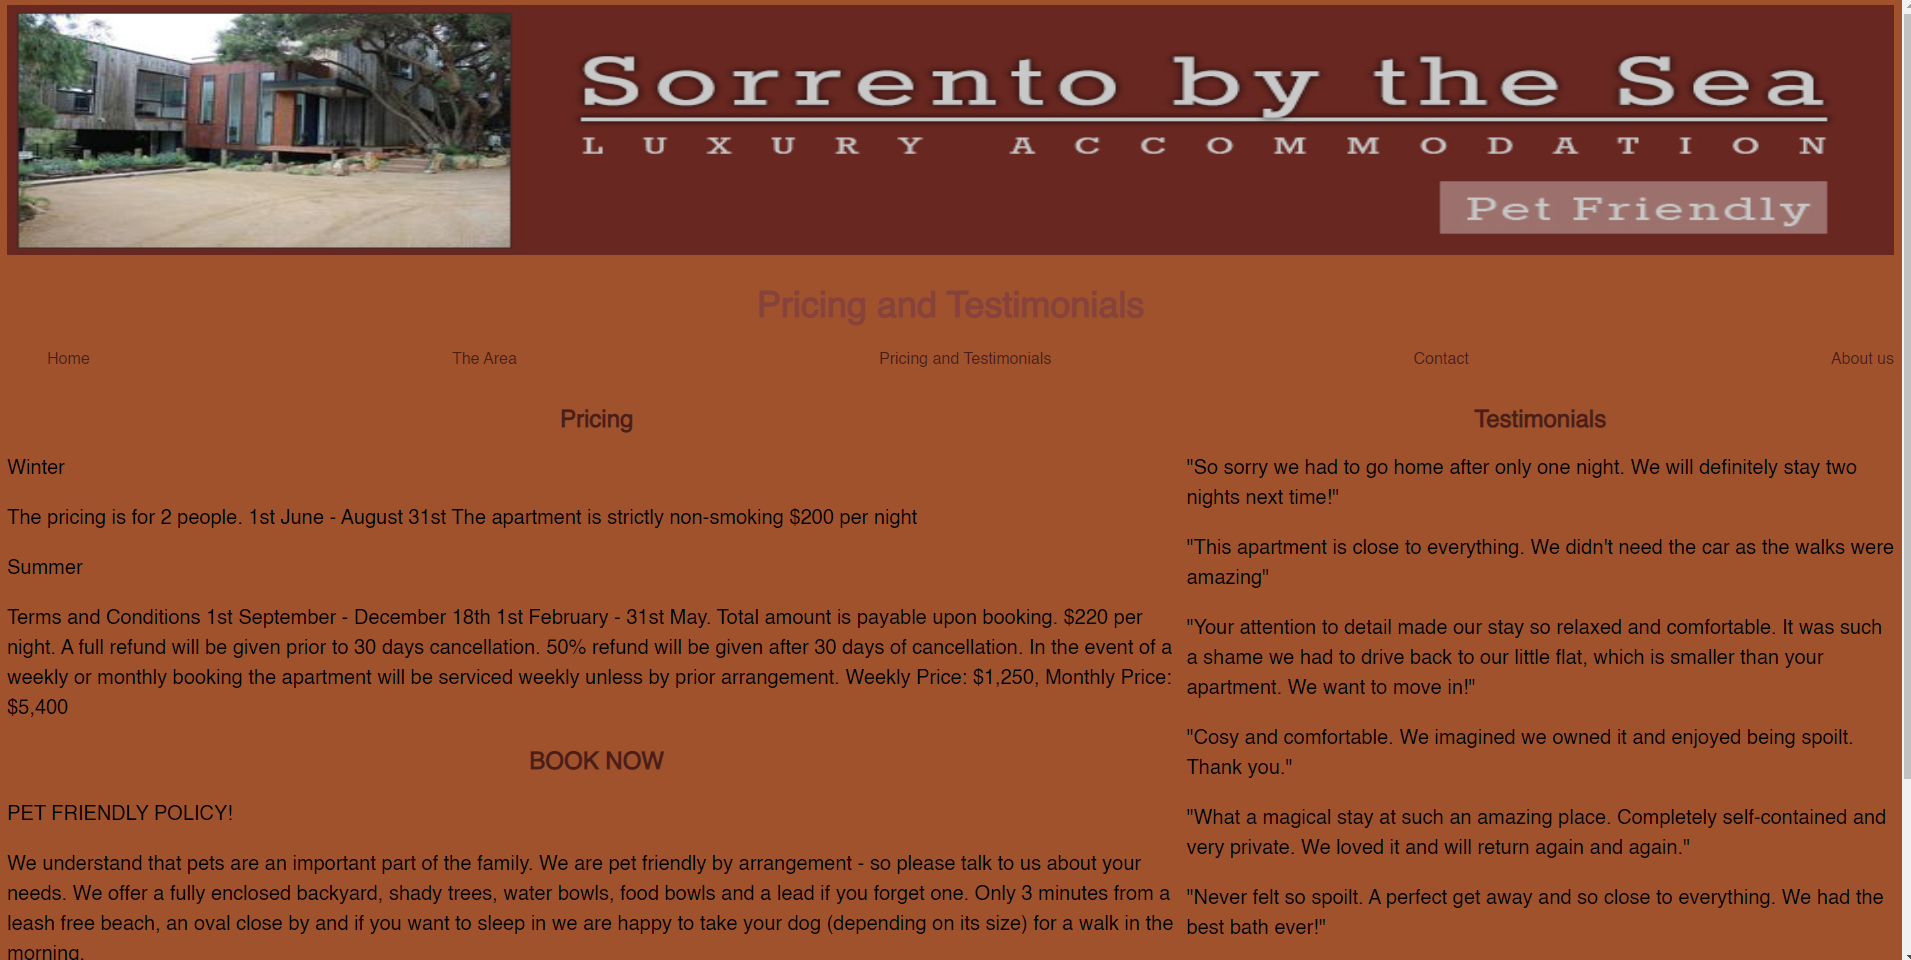 Sorrento by the Sea
LUXURY ACCOMMODATION
Pet Friendly
Pricing and Testimonials
Home
The Area
Pricing and Testimonials
Contact
About us
Pricing
Winter
The pricing is for 2 people. 1st June - August 31st The apartment is strictly non-smoking $200 per night
Summer
Terms and Conditions 1st September - December 18th 1st February - 31st May. Total amount is payable upon booking. $220 per
night. A full refund will be given prior to 30 days cancellation. 50% refund will be given after 30 days of cancellation. In the event of a
weekly or monthly booking the apartment will be serviced weekly unless by prior arrangement. Weekly Price: $1,250, Monthly Price:
$5,400
BOOK NOW
PET FRIENDLY POLICY!
We understand that pets are an important part of the family. We are pet friendly by arrangement - so please talk to us about your
needs. We offer a fully enclosed backyard, shady trees, water bowls, food bowls and a lead if you forget one. Only 3 minutes from a
leash free beach, an oval close by and if you want to sleep in we are happy to take your dog (depending on its size) for a walk in the
morning.
Testimonials
"So sorry we had to go home after only one night. We will definitely stay two
nights next time!"
"This apartment is close to everything. We didn't need the car as the walks were
amazing"
"Your attention to detail made our stay so relaxed and comfortable. It was such
a shame we had to drive back to our little flat, which is smaller than your
apartment. We want to move in!"
"Cosy and comfortable. We imagined we owned it and enjoyed being spoilt.
Thank you."
"What a magical stay at such an amazing place. Completely self-contained and
very private. We loved it and will return again and again."
"Never felt so spoilt. A perfect get away and so close to everything. We had the
best bath ever!"